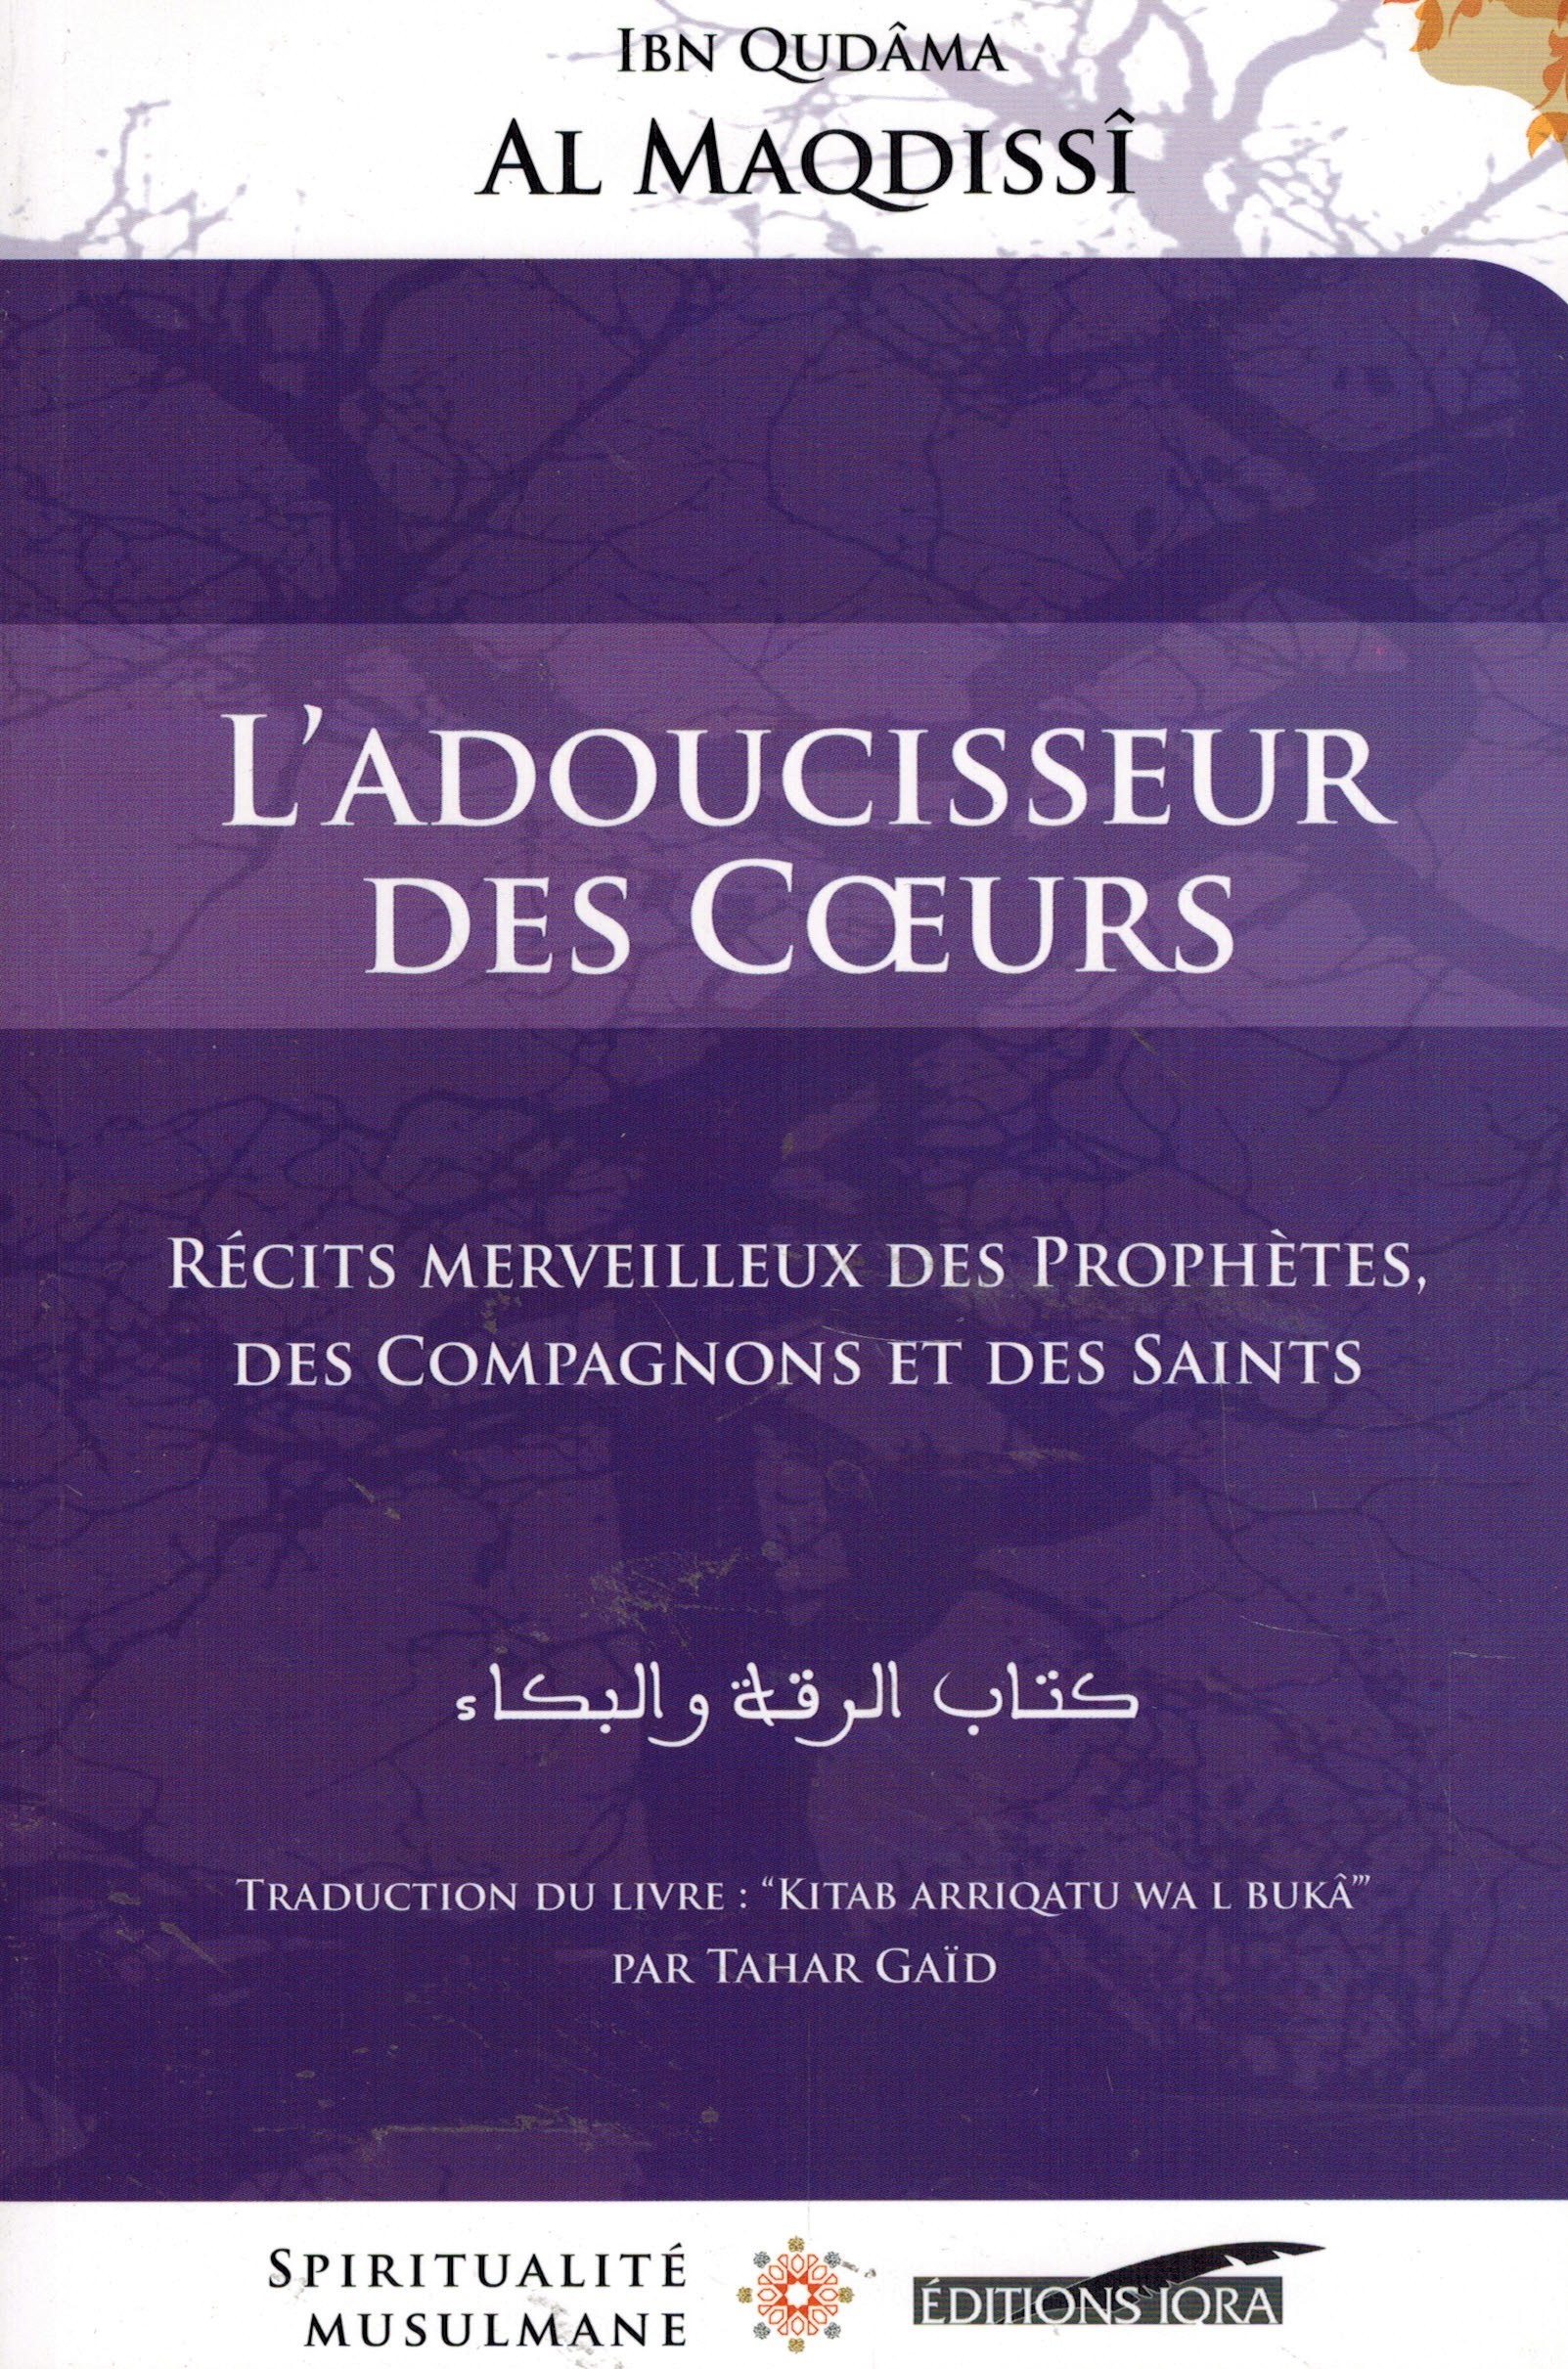 Ibn Qudâma
Al Maqdissî
L’adoucisseur
des Cœurs
Récits merveilleux des Prophètes,
des Compagnons et des Saints
كتاب الرقة والبكاء
Traduction du livre : “Kitab arriqatu wa l bukâ’”
par Tahar Gaïd
Spiritualité
musulmane
Éditions Iqra